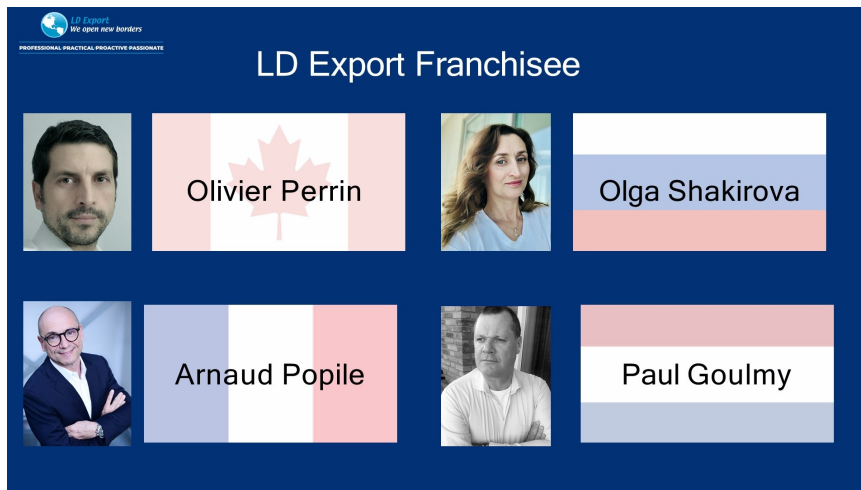 LD Export
We open new borders
PROFESSIONAL PRACTICAL PROACTIVE PASSIONATE
LD Export Franchisee
Olivier Perrin
Olga Shakirova
Arnaud Popile
Paul Goulmy